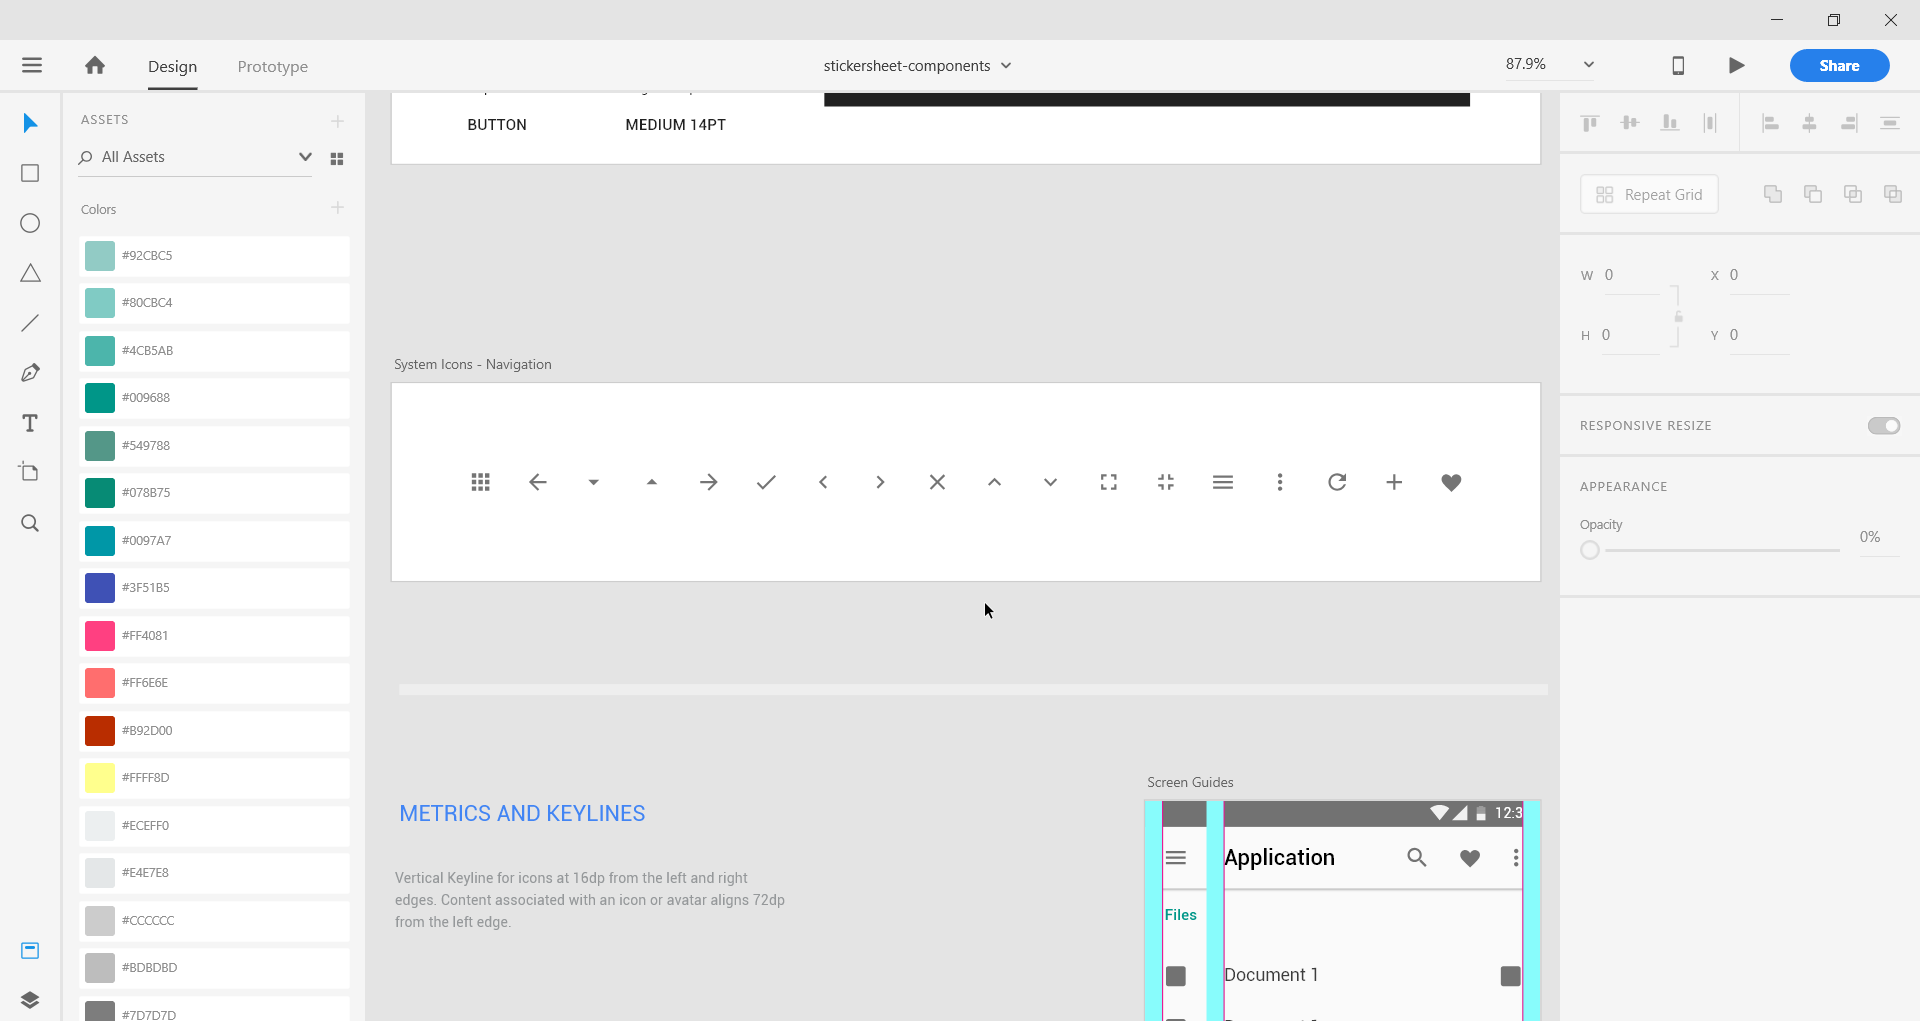 Design
Prototype
stickersheet-components
87.9%
Share
ASSETS
All Assets
Colors
#92CBC5
#80CBC4
#4CB5AB
#009688
#549788
#078B75
#0097A7
#3F51B5
#FF4081
#FF6E6E
#B92D00
#FFFF8D
#ECEFF0
#E4E7E8
#CCCCCC
#BDBDBD
#7D7D7D
BUTTON
MEDIUM 14PT
System Icons - Navigation
METRICS AND KEYLINES
Vertical Keyline for icons at 16dp from the left and right
edges. Content associated with an icon or avatar aligns 72dp
from the left edge.
Screen Guides
12:3
Application
Files
Document 1
Repeat Grid
W 0
X 0
H 0
Y 0
RESPONSIVE RESIZE
APPEARANCE
Opacity
0%